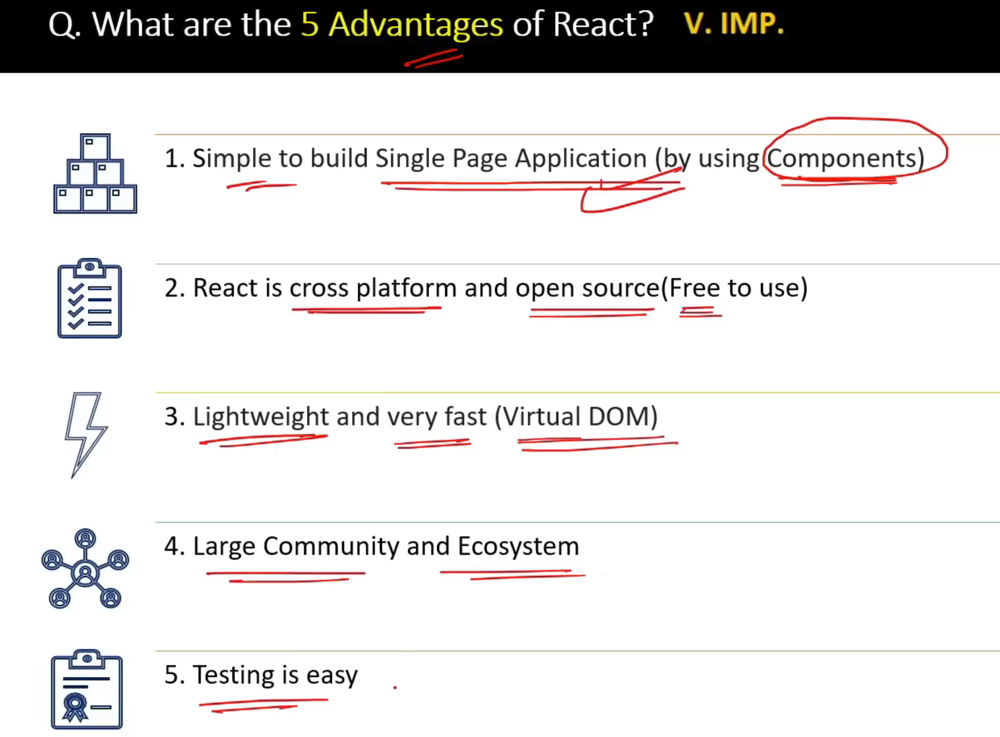 Q. What are the 5 Advantages of React? V. IMP.
1. Simple to build Single Page Application (by using Components)
2. React is cross platform and open source(Free to use)
3. Lightweight and very fast (Virtual DOM)
4. Large Community and Ecosystem
5. Testing is easy